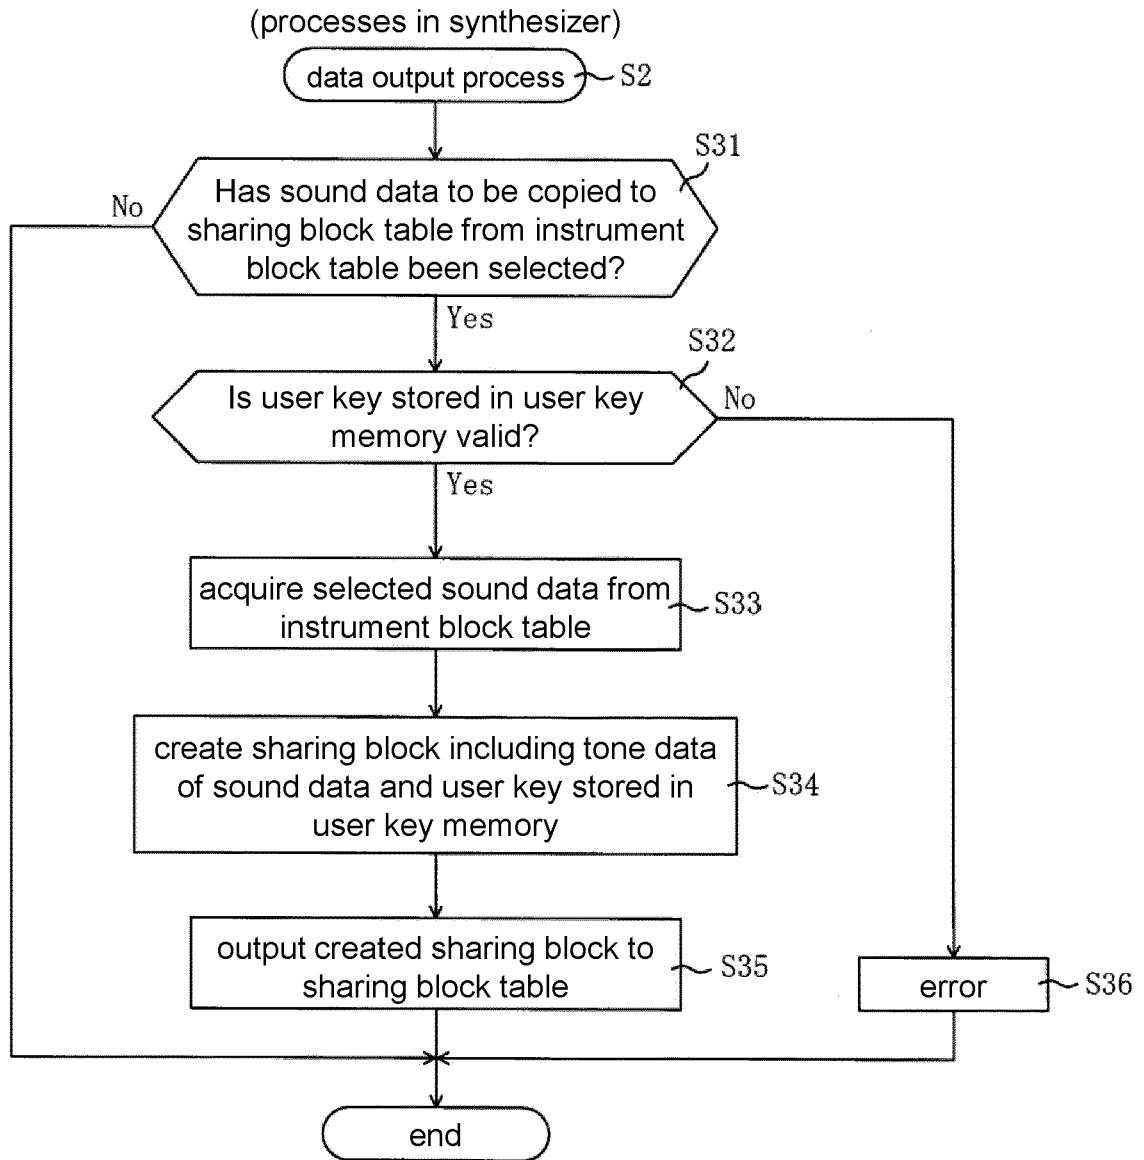 (processes in synthesizer)
data output process
S2
S31
Has sound data to be copied to
sharing block table from instrument
block table been selected?
No
Yes
S32
Is user key stored in user key
memory valid?
No
Yes
acquire selected sound data from
instrument block table
S33
create sharing block including tone data
of sound data and user key stored in
user key memory
S34
output created sharing block to
sharing block table
S35
error
S36
end